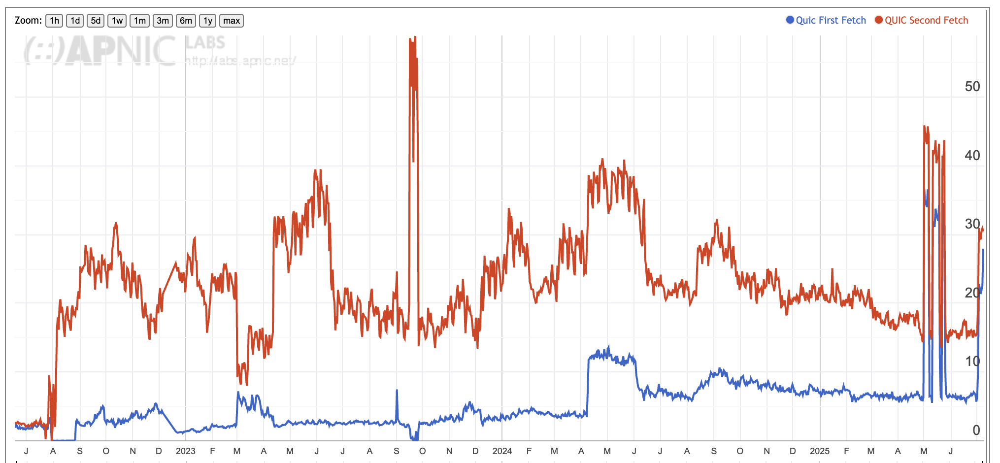 Zoom: 1h 1d 5d 1w 1m 3m 6m 1y max Quic First Fetch QUIC Second Fetch
(::)APNIC LABS
http://labs.apnic.net/
50
40
30
20
10
0
J A S O N D 2023 F M A M J J A S O N D 2024 F M A M J J A S O N D 2025 F M A M J